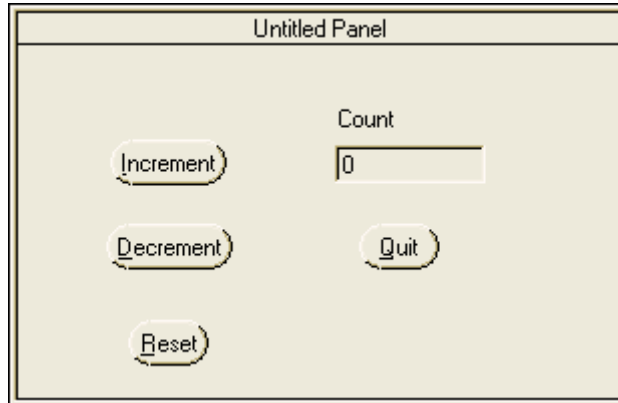 Untitled Panel
Count
Increment
0
Decrement
Quit
Reset